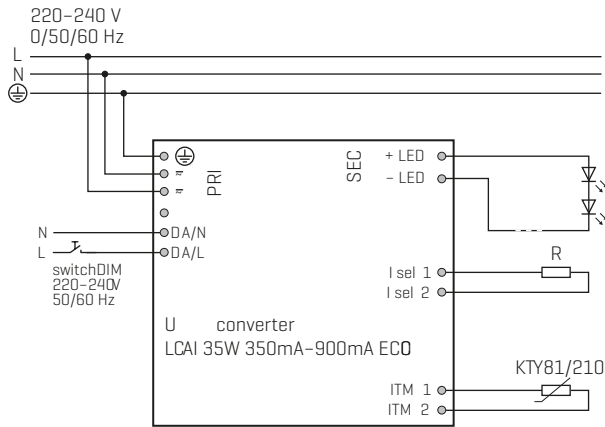 220–240 V
0/50/60 Hz
L
N
PRI
SEC
+ LED
– LED
N
DA/N
L
DA/L
switchDIM
220–240V
50/60 Hz
I sel 1
R
I sel 2
U converter
LCAI 35W 350mA–900mA ECO
KTY81/210
ITM 1
ITM 2